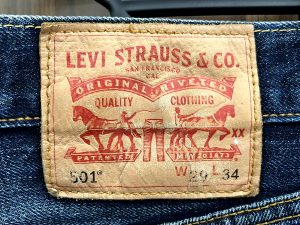 LEVI STRAUSS & CO.
SAN FRANCISCO
CAL.
ORIGINAL RIVETED
QUALITY CLOTHING
XX
PATENTED
501® W 29 L 34